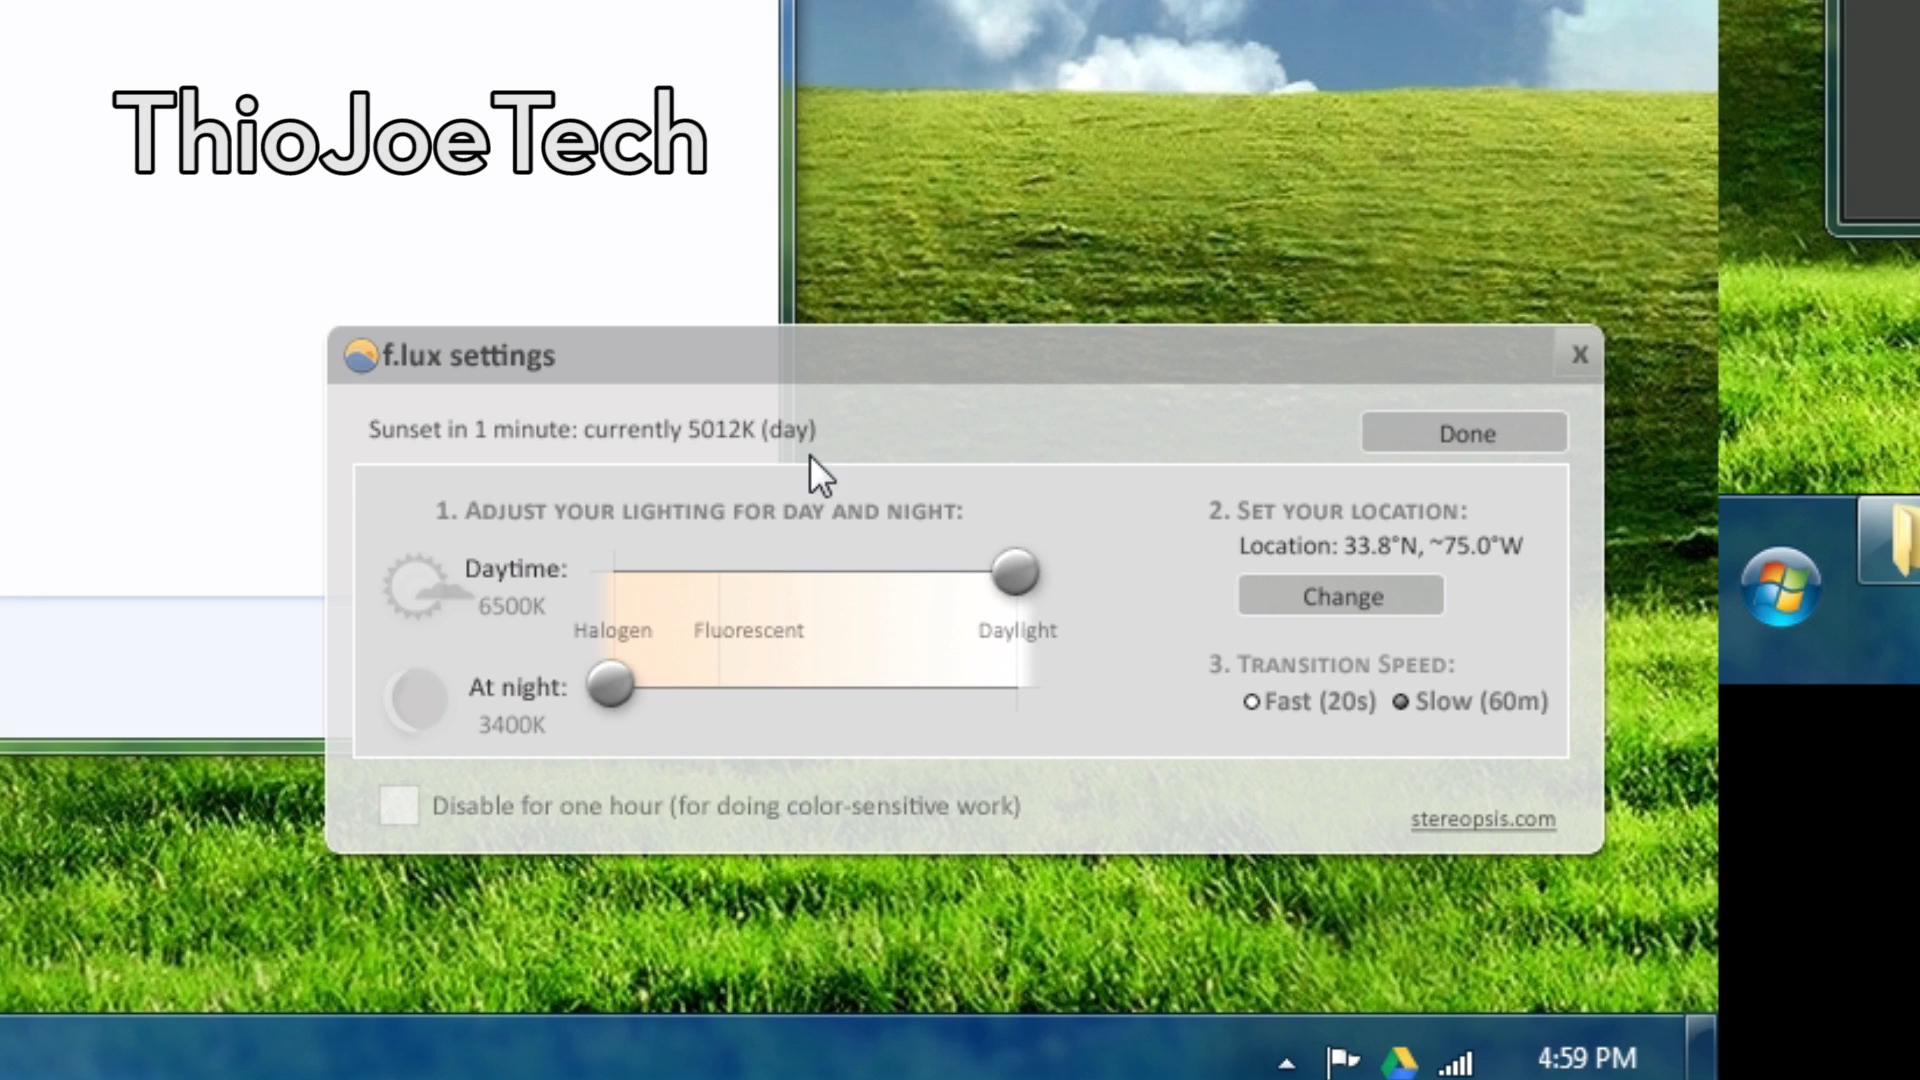 ThioJoeTech
f.lux settings
X
Sunset in 1 minute: currently 5012K (day)
Done
1. ADJUST YOUR LIGHTING FOR DAY AND NIGHT:
Daytime:
6500K
Halogen
Fluorescent
Daylight
At night:
3400K
2. SET YOUR LOCATION:
Location: 33.8°N, ~75.0°W
Change
3. TRANSITION SPEED:
Fast (20s)
Slow (60m)
Disable for one hour (for doing color-sensitive work)
stereopsis.com
4:59 PM